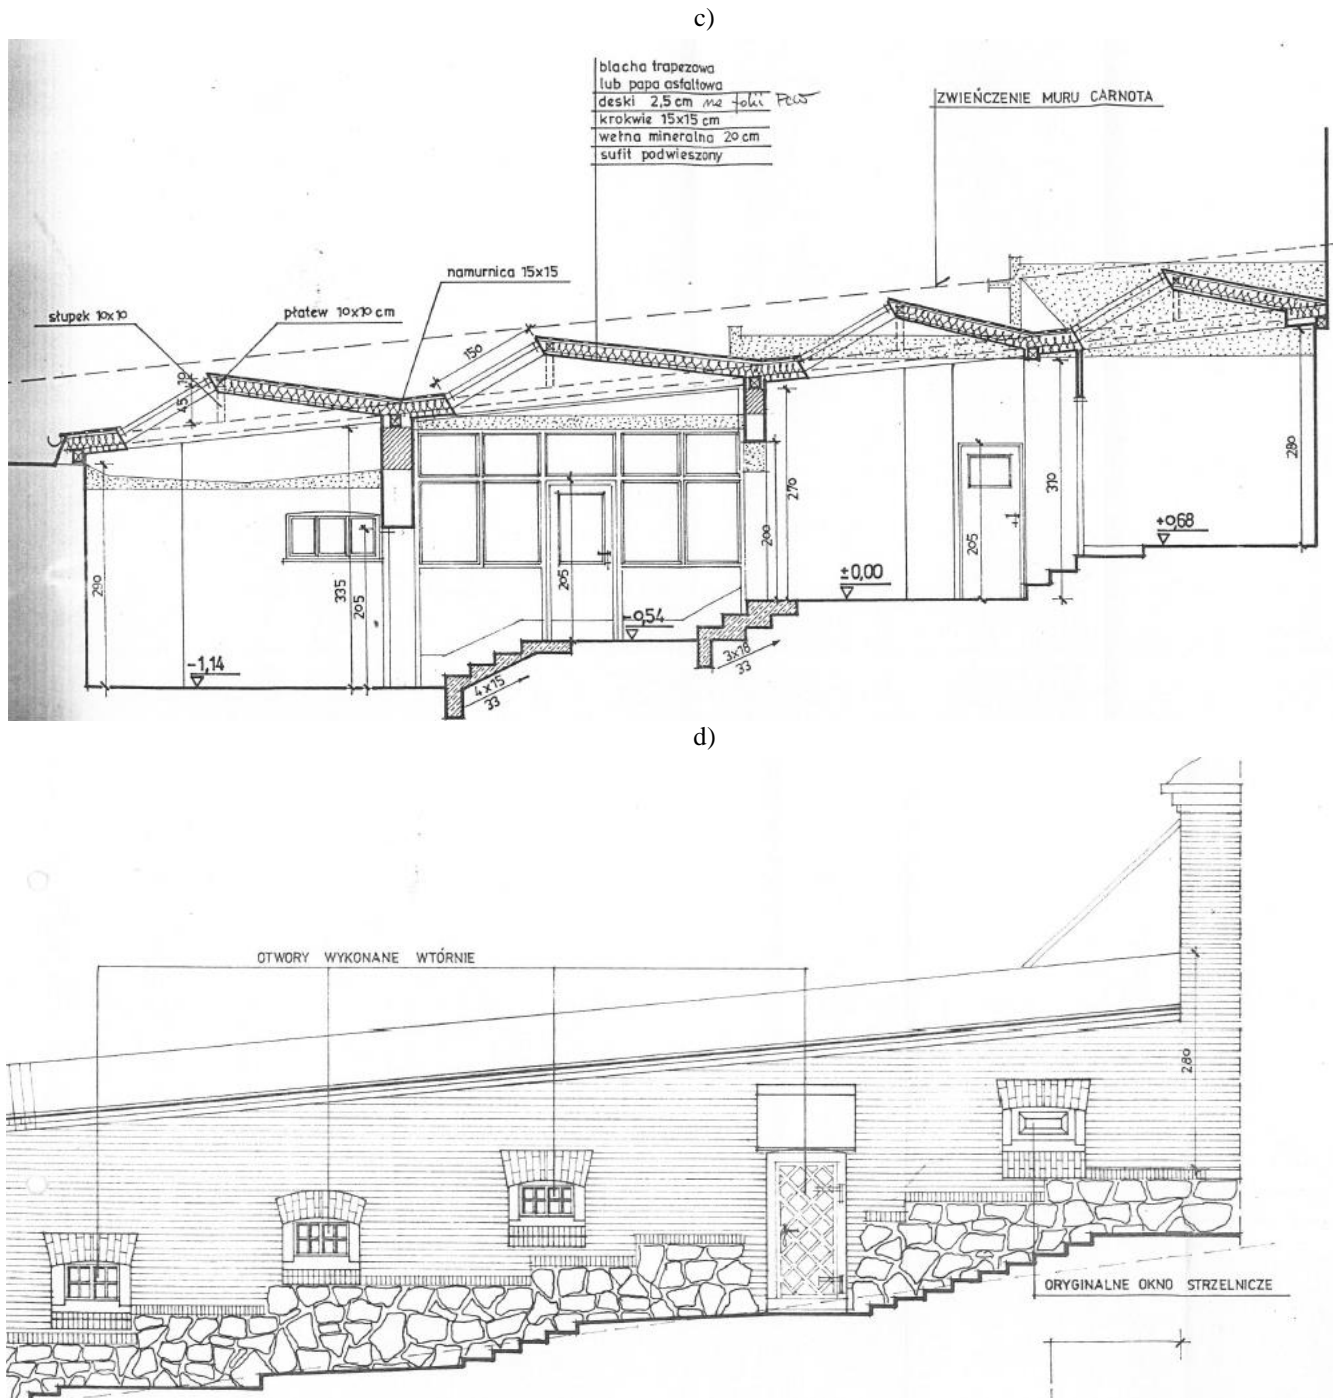 c)
blacha trapezowa
lub papa asfaltowa
deski 2,5 cm na folii PCW
krokwie 15x15 cm
wełna mineralna 20 cm
sufit podwieszony
ZWIEŃCZENIE MURU CARNOTA
namurnica 15x15
słupek 10x10
płatew 10x10 cm
150
45
10
290
335
205
205
200
270
205
310
280
-1,14
-0,54
±0,00
+0,68
4x15
33
3x18
33
d)
OTWORY WYKONANE WTÓRNIE
280
ORYGINALNE OKNO STRZELNICZE